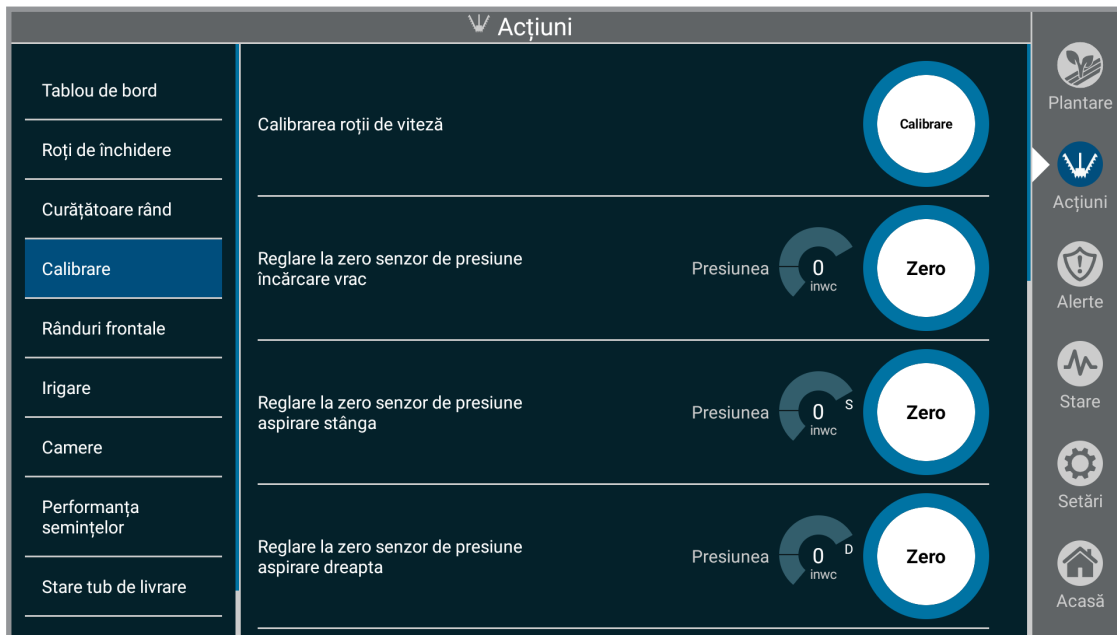 Acțiuni
Tablou de bord
Roți de închidere
Curățătoare rând
Calibrare
Rânduri frontale
Irigare
Camere
Performanța
semințelor
Stare tub de livrare
Calibrarea roții de viteză
Calibrare
Reglare la zero senzor de presiune
încărcare vrac
Presiunea
0
inwc
Zero
Reglare la zero senzor de presiune
aspirare stânga
Presiunea
0
S
inwc
Zero
Reglare la zero senzor de presiune
aspirare dreapta
Presiunea
0
D
inwc
Zero
Plantare
Acțiuni
Alerte
Stare
Setări
Acasă